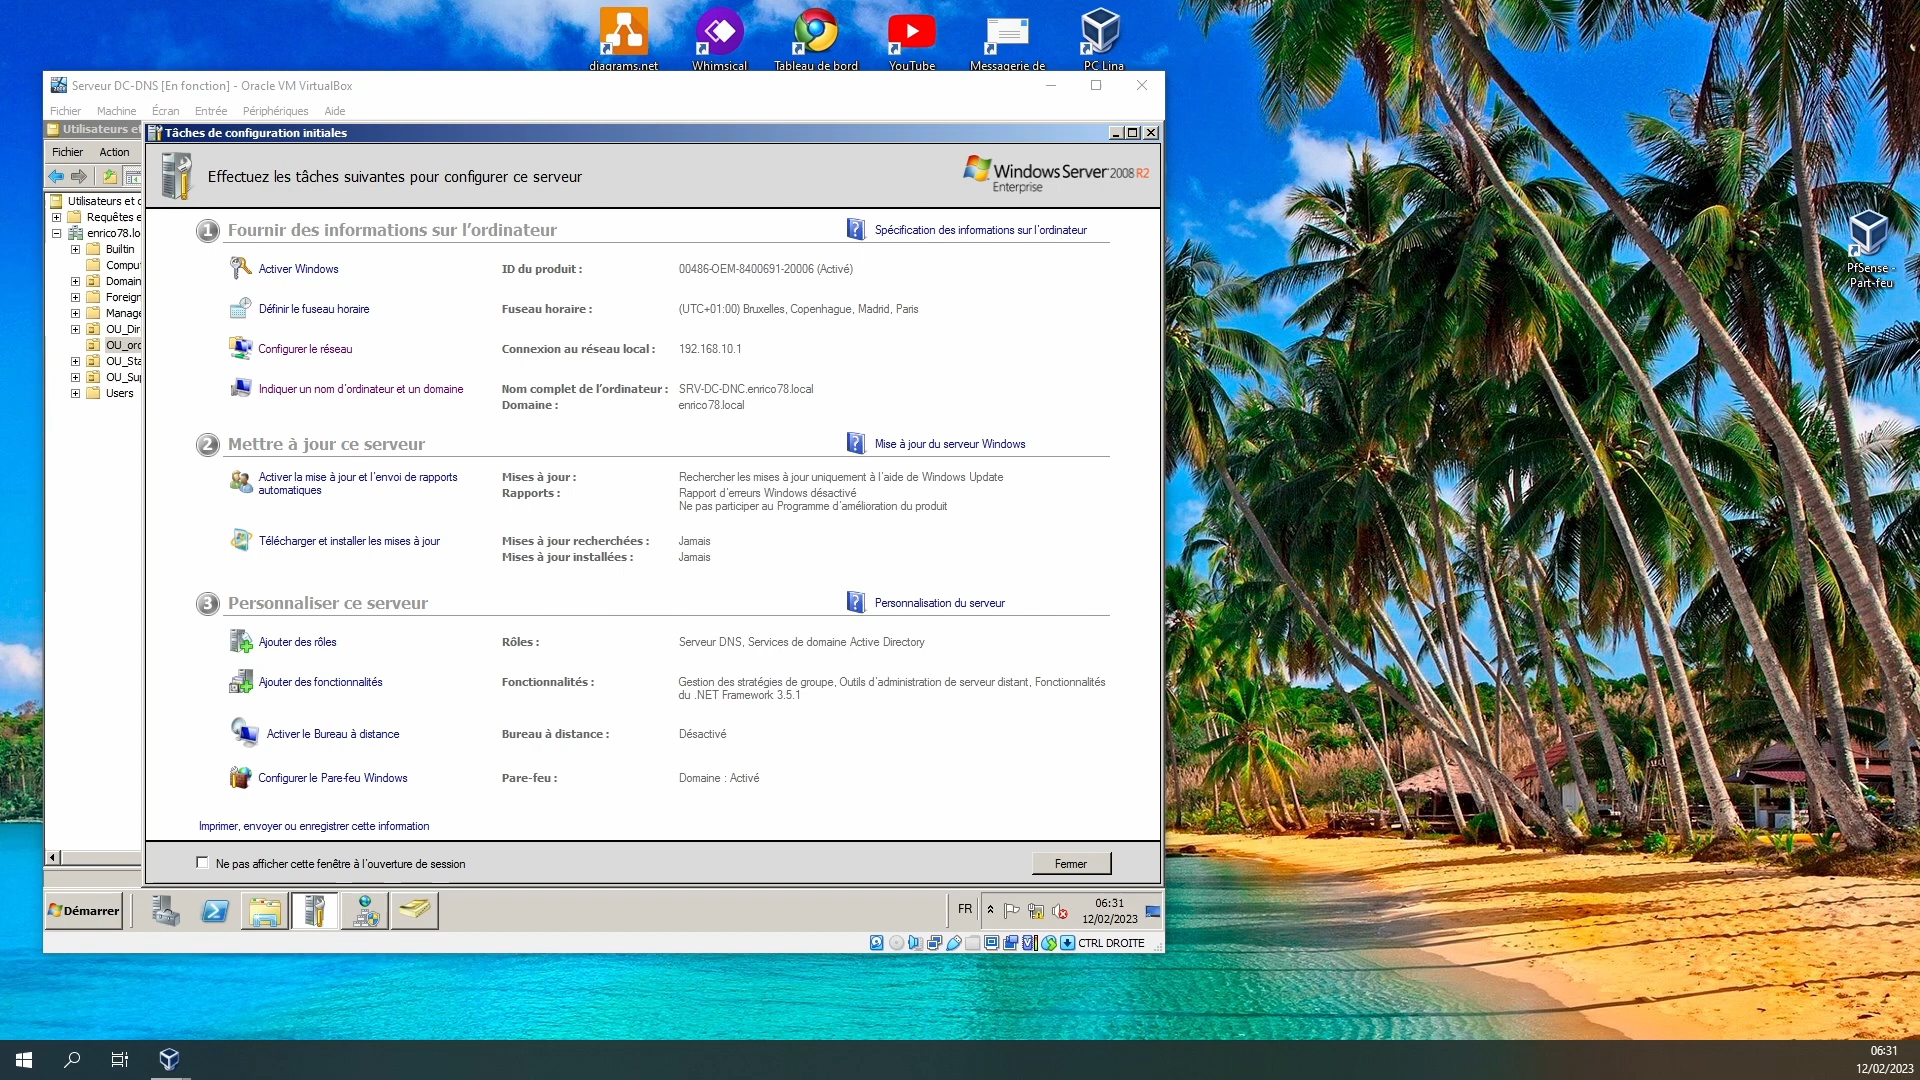 diagrams.net
Whimsical
Tableau de bord
YouTube
Messagerie de
PC Lina
Serveur DC-DNS [En fonction] - Oracle VM VirtualBox
Fichier Machine Écran Entrée Périphériques Aide
Utilisateurs et
Tâches de configuration initiales
Fichier Action
Effectuez les tâches suivantes pour configurer ce serveur
Windows Server 2008 R2
Enterprise
Utilisateurs et
Requêtes e
enrico78.lo
Builtin
Compu
Domain
Foreign
Manage
OU_Dir
OU_ord
OU_Sta
OU_Sup
Users
1 Fournir des informations sur l'ordinateur
Spécification des informations sur l'ordinateur
Activer Windows ID du produit : 00486-OEM-8400691-20006 (Activé)
Définir le fuseau horaire Fuseau horaire : (UTC+01:00) Bruxelles, Copenhague, Madrid, Paris
Configurer le réseau Connexion au réseau local : 192.168.10.1
Indiquer un nom d'ordinateur et un domaine Nom complet de l'ordinateur : SRV-DC-DNC.enrico78.local
Domaine : enrico78.local
2 Mettre à jour ce serveur
Mise à jour du serveur Windows
Activer la mise à jour et l'envoi de rapports
automatiques
Mises à jour : Rechercher les mises à jour uniquement à l'aide de Windows Update
Rapports : Rapport d'erreurs Windows désactivé
Ne pas participer au Programme d'amélioration du produit
Télécharger et installer les mises à jour Mises à jour recherchées : Jamais
Mises à jour installées : Jamais
3 Personnaliser ce serveur
Personnalisation du serveur
Ajouter des rôles Rôles : Serveur DNS, Services de domaine Active Directory
Ajouter des fonctionnalités Fonctionnalités : Gestion des stratégies de groupe, Outils d'administration de serveur distant, Fonctionnalités
du .NET Framework 3.5.1
Activer le Bureau à distance Bureau à distance : Désactivé
Configurer le Pare-feu Windows Pare-feu : Domaine : Activé
Imprimer, envoyer ou enregistrer cette information
Ne pas afficher cette fenêtre à l'ouverture de session
Fermer
Démarrer
FR
06:31
12/02/2023
CTRL DROITE
PfSense -
Part-feu
06:31
12/02/2023